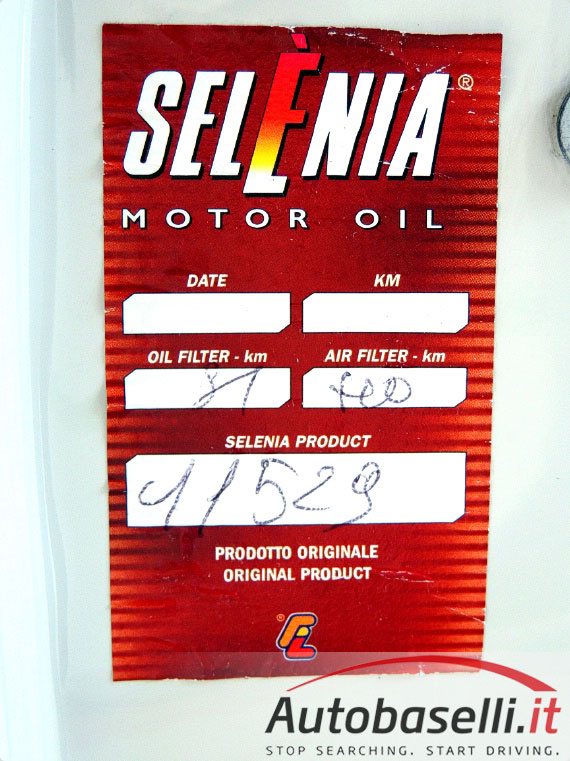 SELÈNIA®
MOTOR OIL
DATE KM
OIL FILTER - km AIR FILTER - km
SELENIA PRODUCT
41529
PRODOTTO ORIGINALE
ORIGINAL PRODUCT
FL
Autobaselli.it
STOP SEARCHING. START DRIVING.